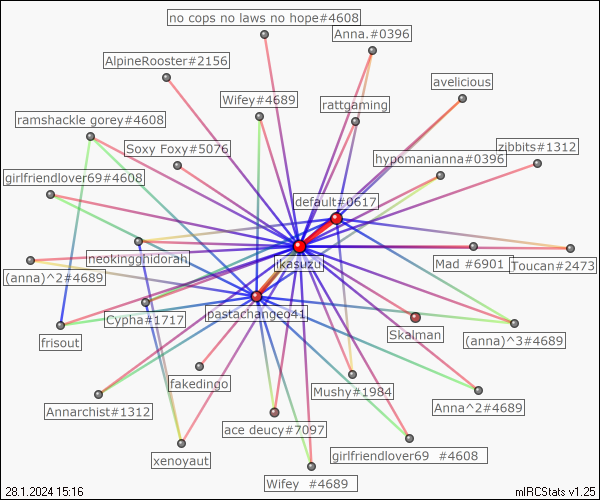 no cops no laws no hope#4608
Anna.#0396
AlpineRooster#2156
avelicious
Wifey#4689
rattgaming
ramshackle gorey#4608
Soxy Foxy#5076
zibbits#1312
hypomanianna#0396
girlfriendlover69#4608
default#0617
neokingghidora1
ikasuzu
Mad #6901
Toucan#2473
(anna)^2#4689
pastachangeo41
Cypha#1717
Skalman
(anna)^3#4689
frisout
fakedingo
Mushy#1984
Annarchist#1312
Anna^2#4689
ace deucy#7097
xenoyaut
girlfriendlover69 #4608
Wifey #4689
28.1.2024 15:16
mIRCStats v1.25